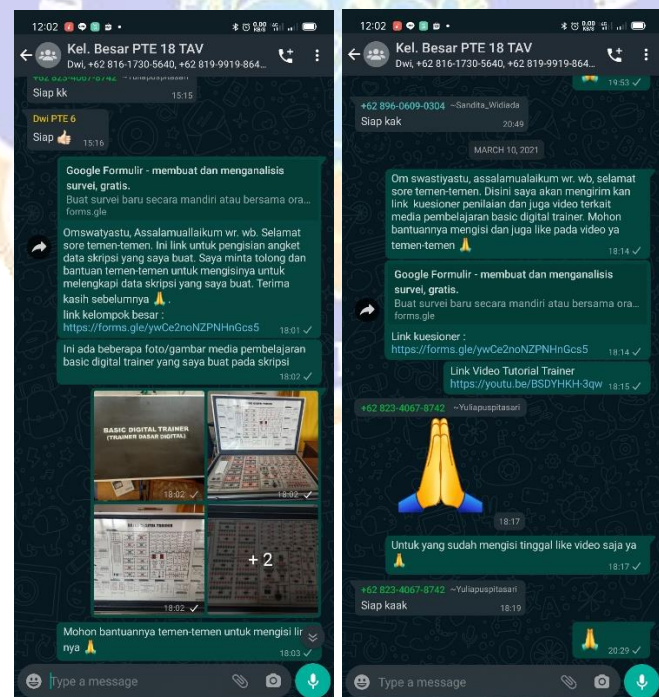 12:02
Kel. Besar PTE 18 TAV
Dwi, +62 816-1730-5640, +62 819-9919-864...
+62 823-4067-8742 ~Yuliapuspitasari
Siap kk
15:15
Dwi PTE 6
Siap 👍🏻 15:16
Google Formulir - membuat dan menganalisis
survei, gratis.
Buat survei baru secara mandiri atau bersama ora...
forms.gle
Omswastyastu, Assalamuallaikum wr. wb. Selamat
sore temen-temen. Ini link untuk pengisian angket
data skripsi yang saya buat. Saya minta tolong dan
bantuan temen-temen untuk mengisinya untuk
melengkapi data skripsi yang saya buat. Terima
kasih sebelumnya 🙏 .
link kelompok besar :
https://forms.gle/ywCe2noNZPNHnGcs5 18:01
Ini ada beberapa foto/gambar media pembelajaran
basic digital trainer yang saya buat pada skripsi
18:02
BASIC DIGITAL TRAINER
(TRAINER DASAR DIGITAL)
18:02
18:02
18:02
+ 2
Mohon bantuannya temen-temen untuk mengisi lin
nya 🙏 18:03
Type a message
12:02
Kel. Besar PTE 18 TAV
Dwi, +62 816-1730-5640, +62 819-9919-864...
🙏 19:53
+62 896-0609-0304 ~Sandita_Widiada
Siap kak
20:49
MARCH 10, 2021
Om swastiyastu, assalamualaikum wr. wb, selamat
sore temen-temen. Disini saya akan mengirim kan
link kuesioner penilaian dan juga video terkait
media pembelajaran basic digital trainer. Mohon
bantuannya mengisi dan juga like pada video ya
temen-temen 🙏
18:14
Google Formulir - membuat dan menganalisis
survei, gratis.
Buat survei baru secara mandiri atau bersama ora...
forms.gle
Link kuesioner :
https://forms.gle/ywCe2noNZPNHnGcs5 18:14
Link Video Tutorial Trainer
https://youtu.be/BSDYHKH-3qw 18:15
+62 823-4067-8742 ~Yuliapuspitasari
18:17
Untuk yang sudah mengisi tinggal like video saja ya
🙏 18:17
+62 823-4067-8742 ~Yuliapuspitasari
Siap kaak 18:19
🙏 20:29
Type a message